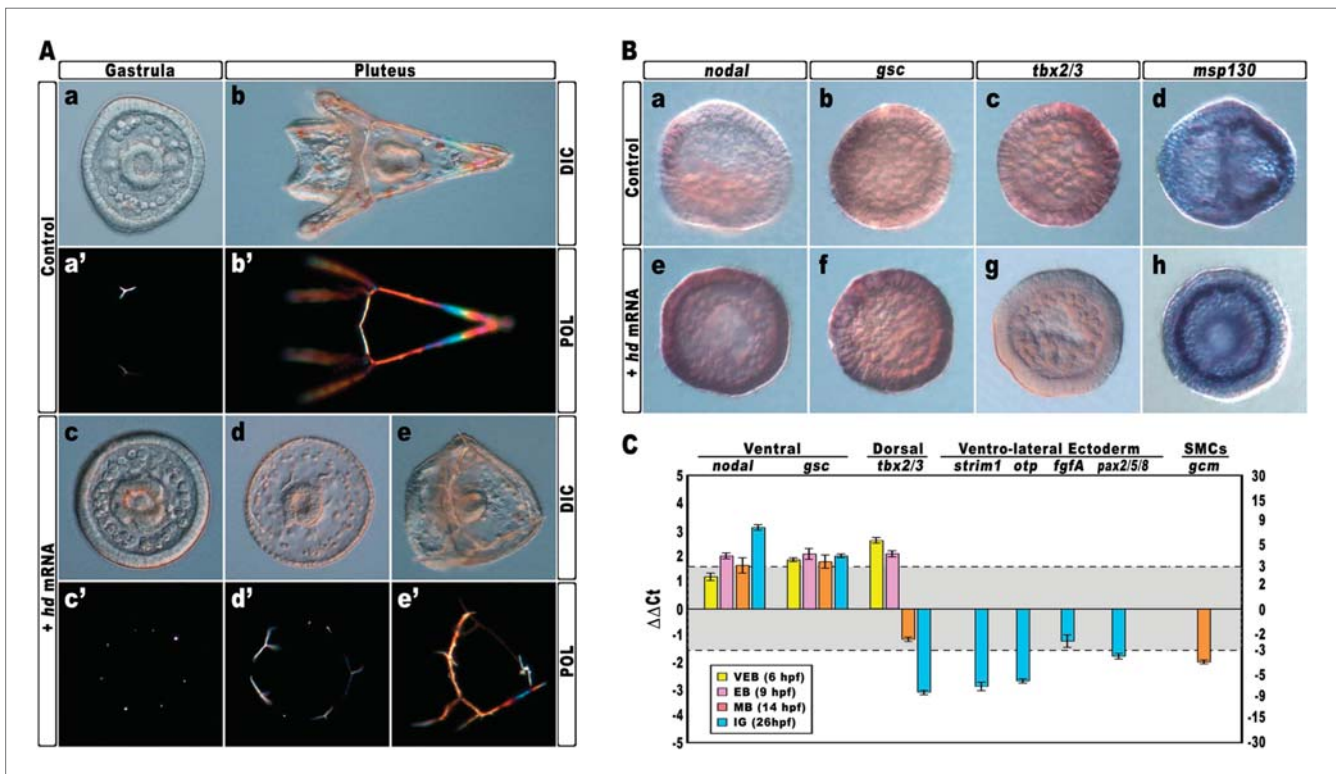 A
Gastrula Pluteus
Control
a b DIC
a’ b’ POL
+ hd mRNA
c d e DIC
c’ d’ e’ POL
B
nodal gsc tbx2/3 msp130
Control
a b c d
+ hd mRNA
e f g h
C
Ventral Dorsal Ventro-lateral Ectoderm SMCs
nodal gsc tbx2/3 strim1 otp fgfA pax2/5/8 gcm
5 30
4 15
3 9
2 5
3
1 2
0 0
-1 -2
-3
-2 -5
-3 -9
-4 -15
-5 -30
ΔΔCt
VEB (6 hpf)
EB (9 hpf)
MB (14 hpf)
IG (26hpf)